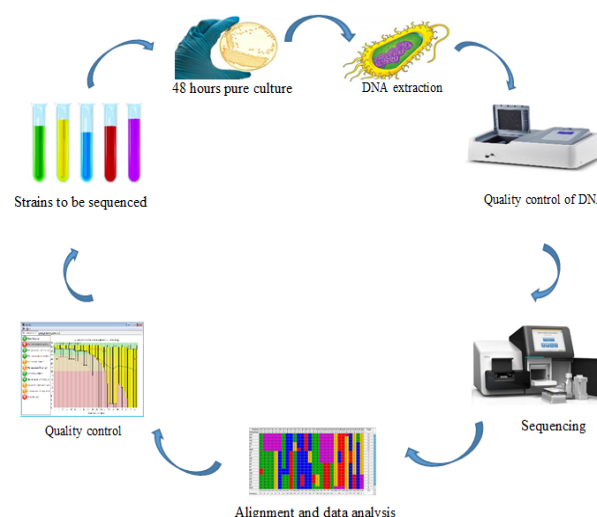 48 hours pure culture
DNA extraction
Strains to be sequenced
Quality control of DNA
Sequencing
Quality control
Alignment and data analysis